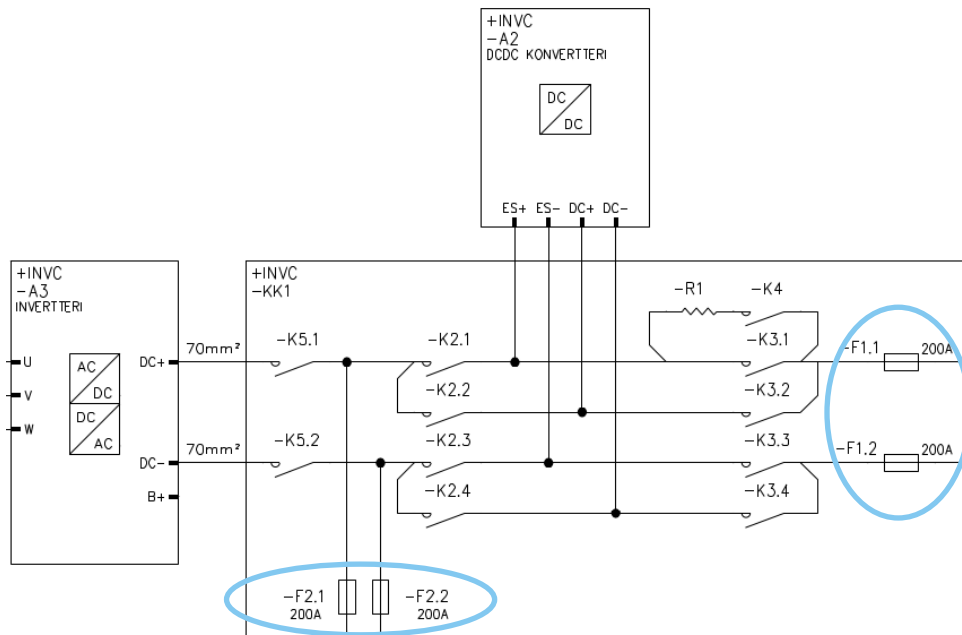 +INVC
-A2
DCDC KONVERTTERI
DC
DC
ES+ ES- DC+ DC-
+INVC
-A3
INVERTTERI
U
V
W
AC
DC
DC
AC
DC+
DC-
B+
70mm²
70mm²
+INVC
-KK1
-R1 -K4
-K5.1 -K2.1 -K3.1 -F1.1 200A
-K2.2 -K3.2
-K5.2 -K2.3 -K3.3 -F1.2 200A
-K2.4 -K3.4
-F2.1 -F2.2
200A 200A